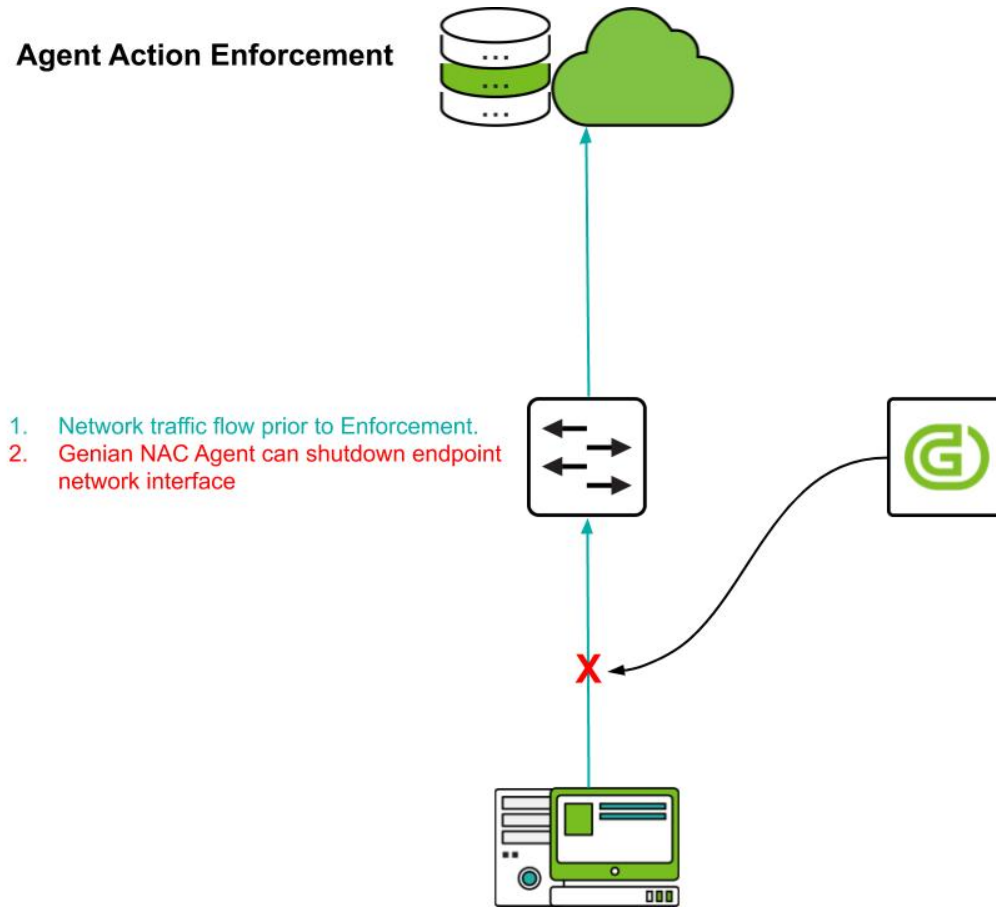 Agent Action Enforcement
1. Network traffic flow prior to Enforcement.
2. Genian NAC Agent can shutdown endpoint
network interface
X
G